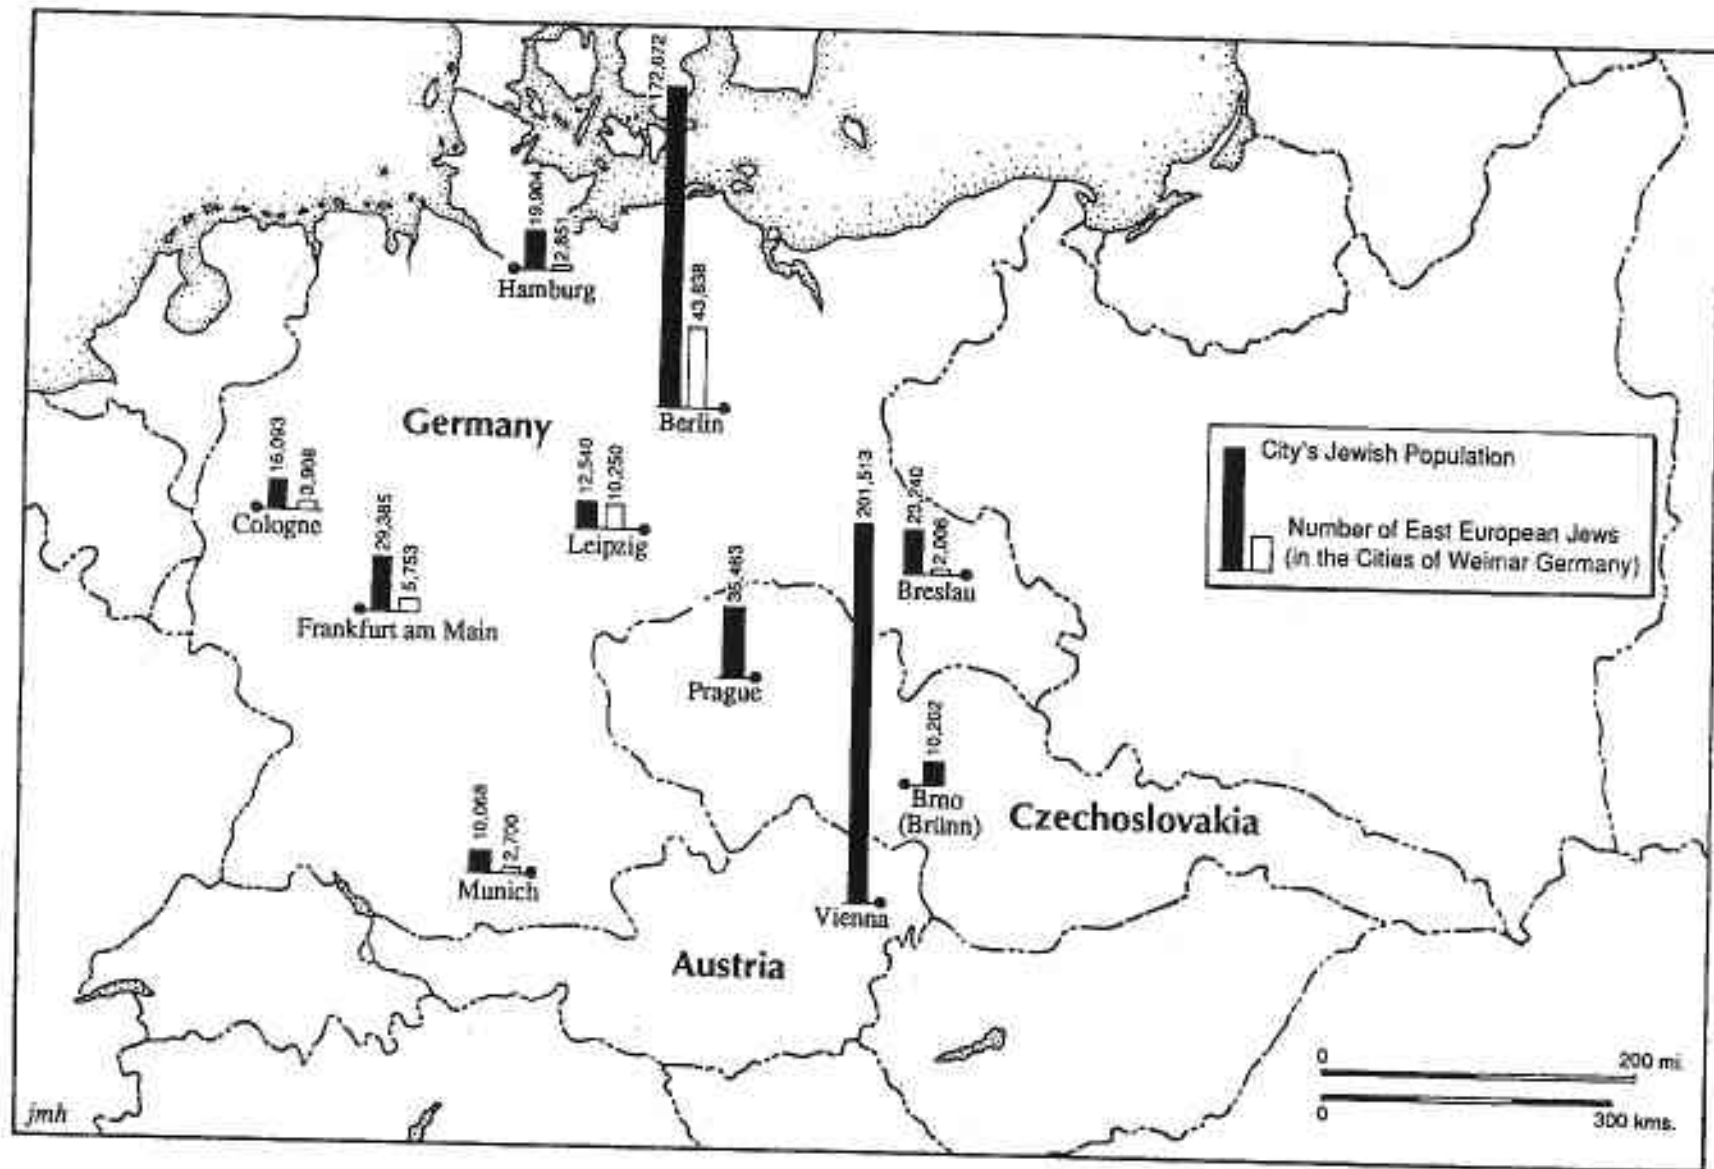 172,672
19,904
2,851
Hamburg
43,838
Berlin
Germany
16,093
3,908
Cologne
29,385
5,753
Frankfurt am Main
12,540
10,250
Leipzig
201,513
23,240
2,006
Breslau
City's Jewish Population
Number of East European Jews
(in the Cities of Weimar Germany)
35,463
Prague
10,202
Brno
(Brünn)
Czechoslovakia
10,068
2,700
Munich
Vienna
Austria
0 200 mi.
0 300 kms.
jmh